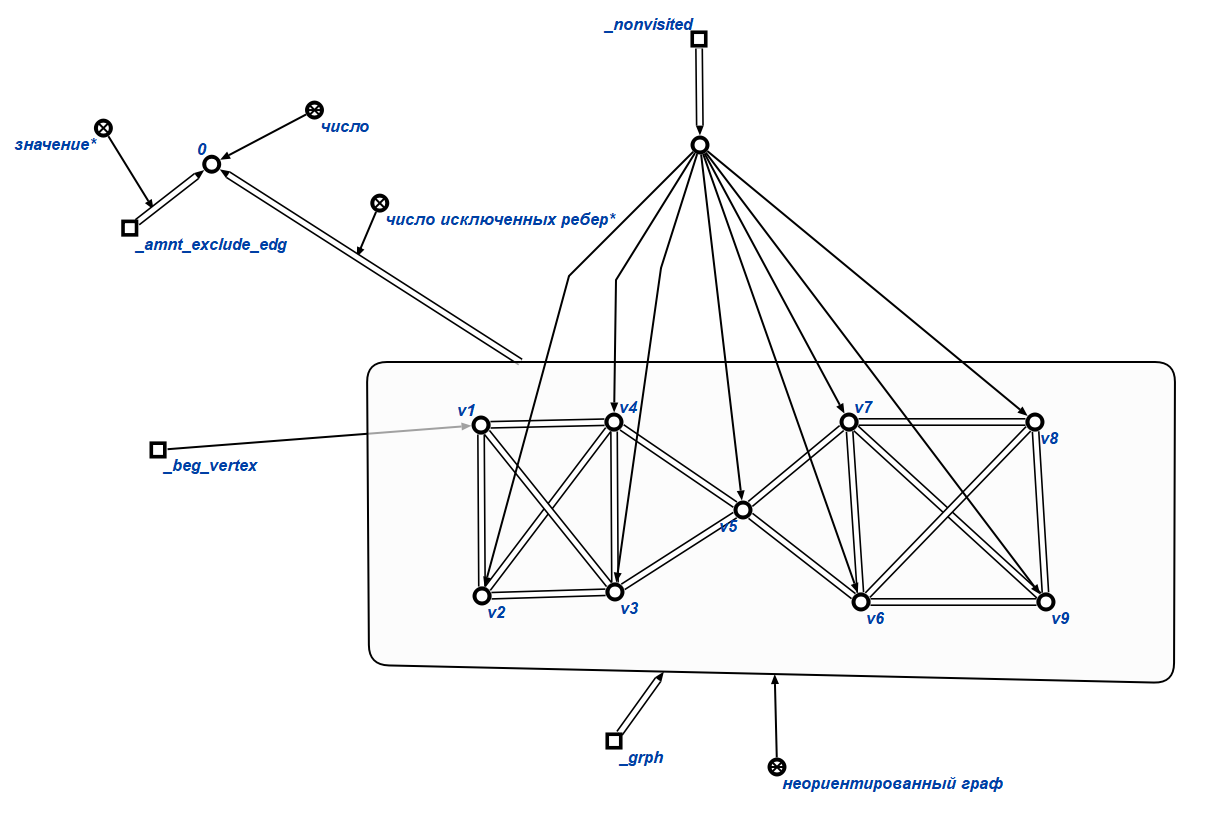 _nonvisited
число
значение*
0
число исключенных ребер*
_amnt_exclude_edg
v1
v4
v7
v8
_beg_vertex
v5
v2
v3
v6
v9
_grph
неориентированный граф